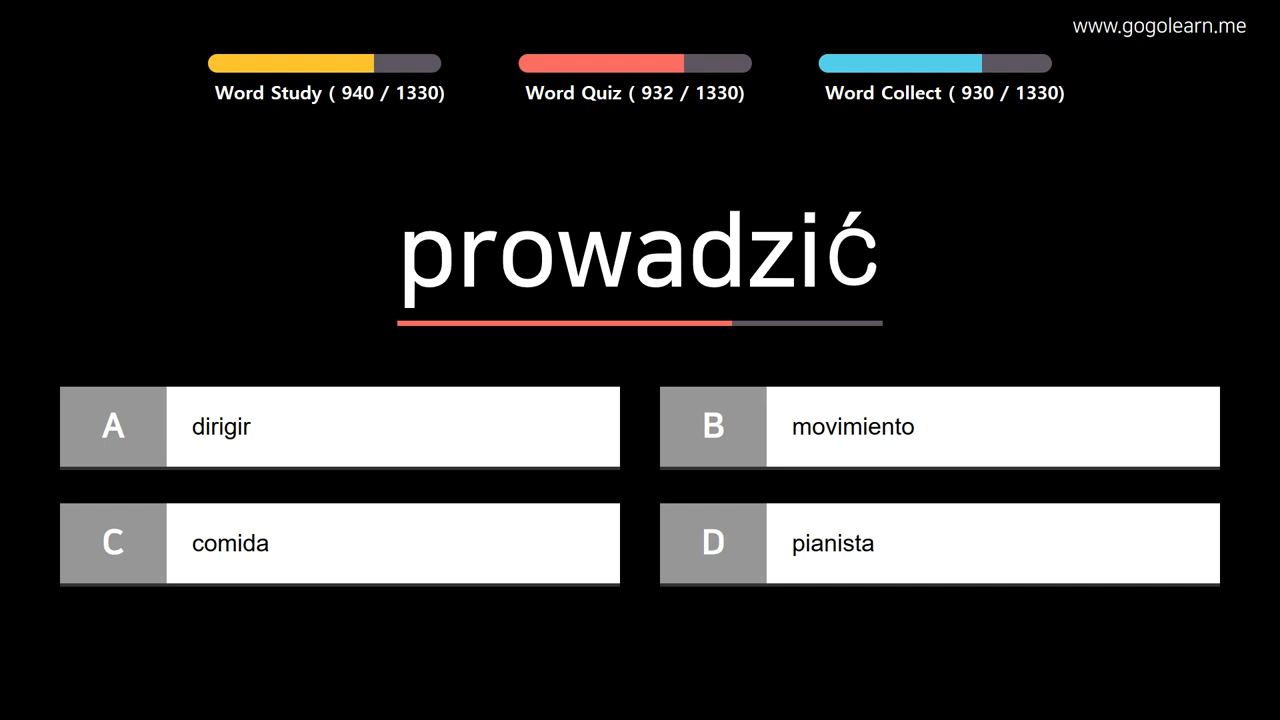 www.gogolearn.me
Word Study ( 940 / 1330)
Word Quiz ( 932 / 1330)
Word Collect ( 930 / 1330)
prowadzić
A dirigir
B movimiento
C comida
D pianista